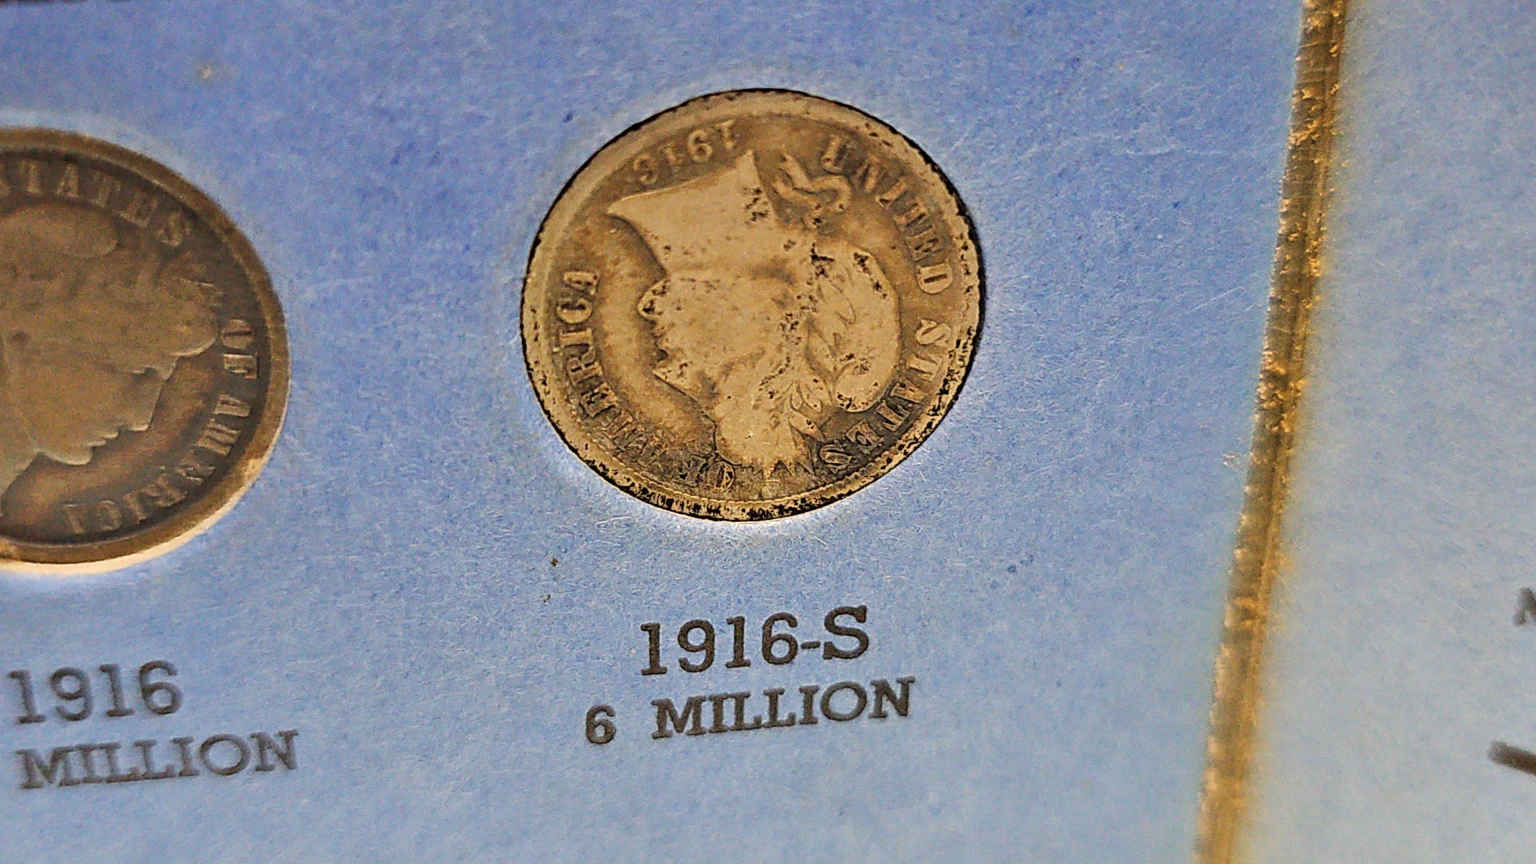 STATES OF AMERICA
UNITED STATES OF AMERICA
1916
1916
MILLION
1916-S
6 MILLION